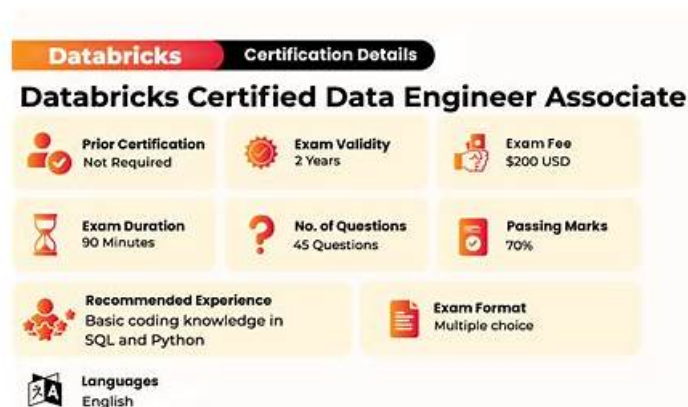 Databricks Certification Details
Databricks Certified Data Engineer Associate
Prior Certification
Not Required
Exam Validity
2 Years
Exam Fee
$200 USD
Exam Duration
90 Minutes
No. of Questions
45 Questions
Passing Marks
70%
Recommended Experience
Basic coding knowledge in
SQL and Python
Exam Format
Multiple choice
Languages
English